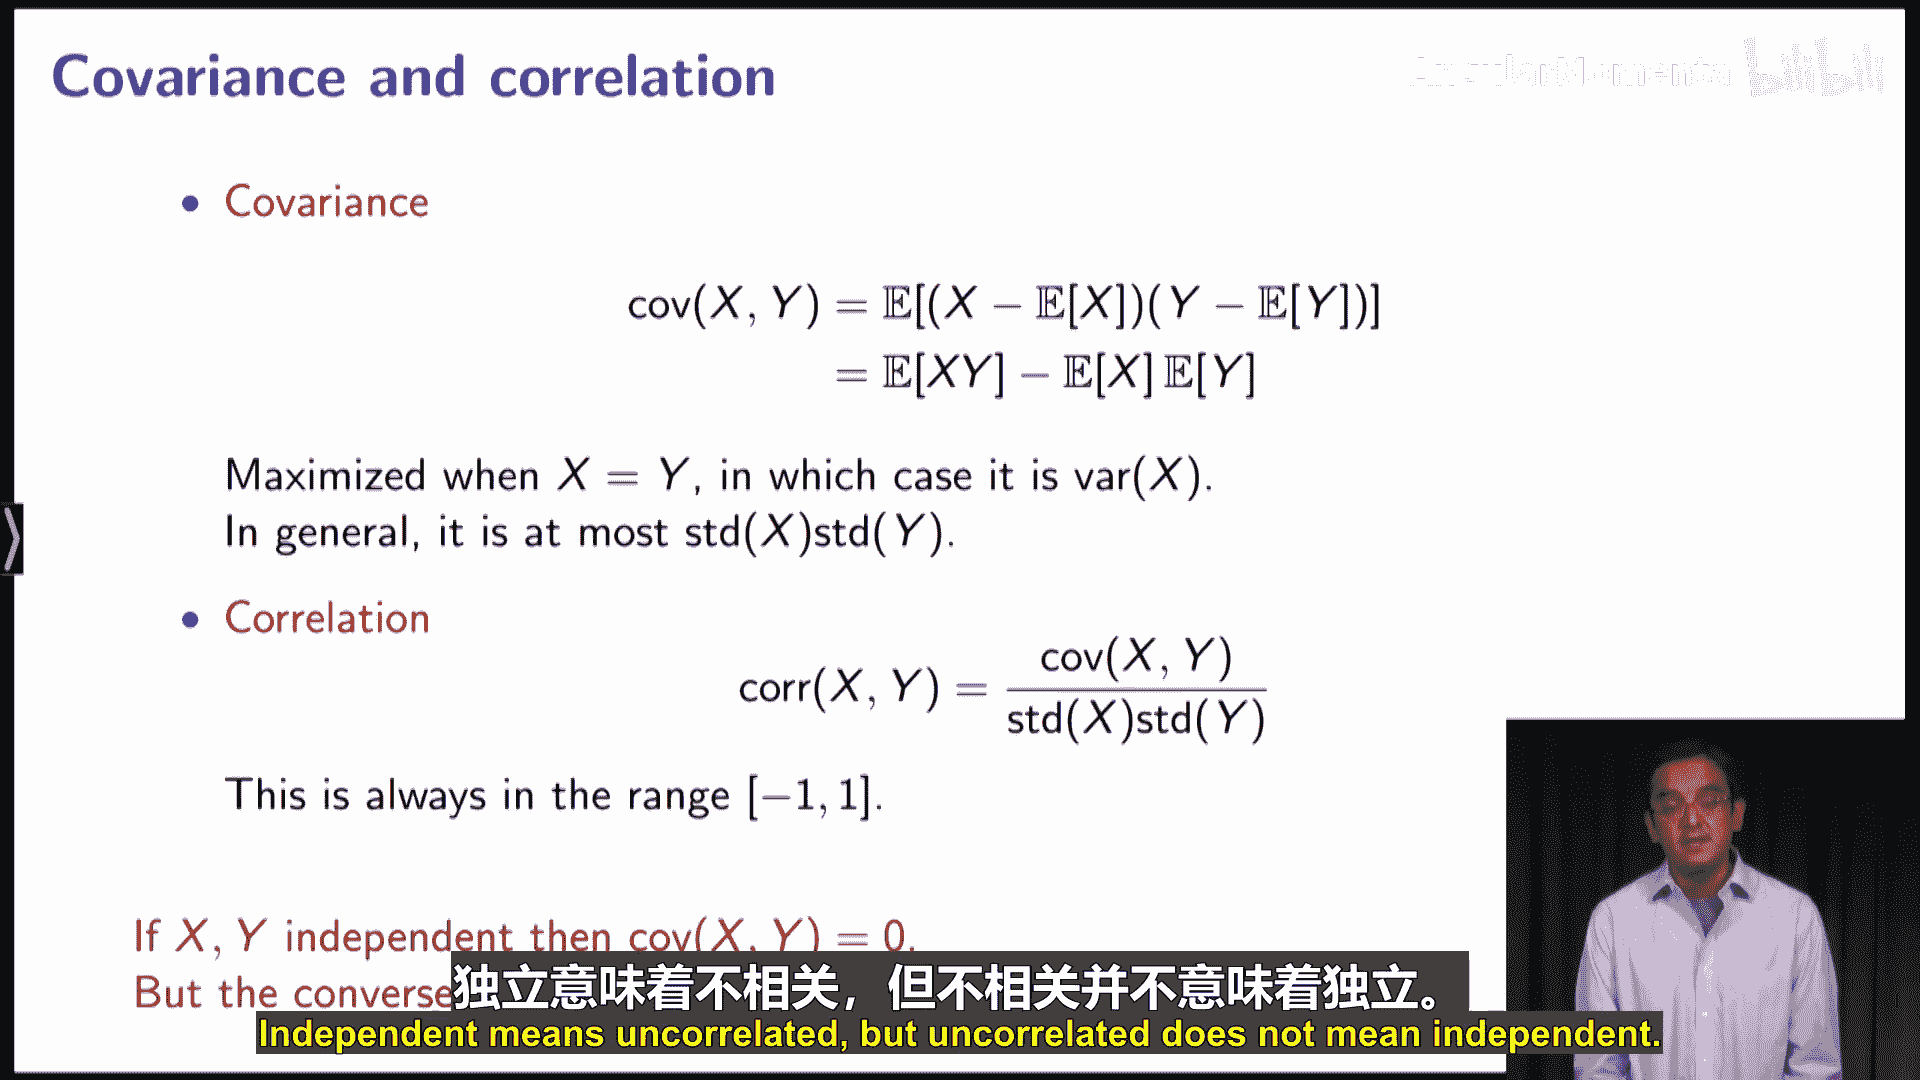 Covariance and correlation
bilibili
• Covariance
cov(X, Y) = 𝔼[(X − 𝔼[X])(Y − 𝔼[Y])]
= 𝔼[XY] − 𝔼[X] 𝔼[Y]
Maximized when X = Y, in which case it is var(X).
In general, it is at most std(X)std(Y).
• Correlation
corr(X, Y) = cov(X, Y) / std(X)std(Y)
This is always in the range [−1, 1].
If X, Y independent then cov(X, Y) = 0.
But the converse
独立意味着不相关，但不相关并不意味着独立。
Independent means uncorrelated, but uncorrelated does not mean independent.